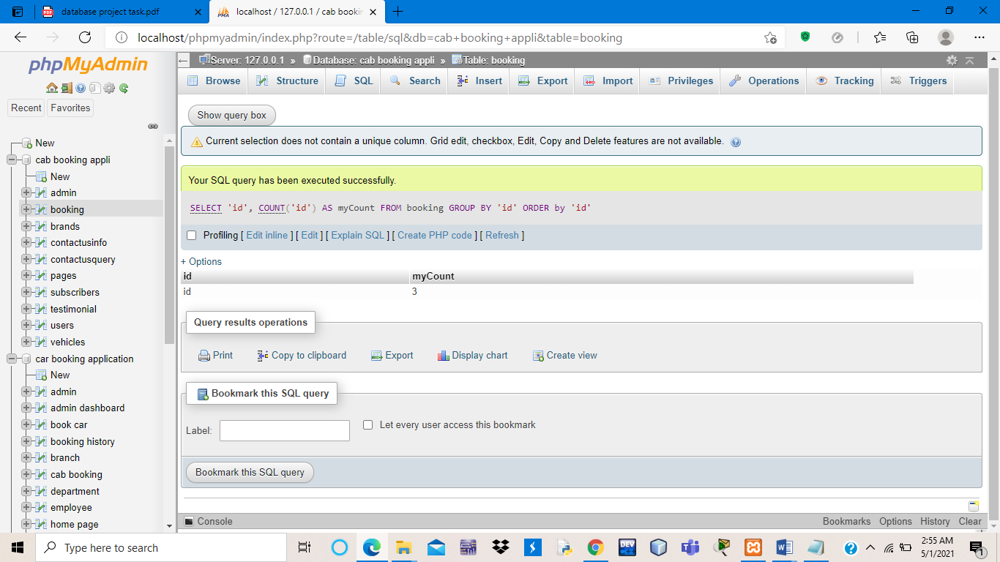 database project task.pdf
localhost / 127.0.0.1 / cab bookin
localhost/phpmyadmin/index.php?route=/table/sql&db=cab+booking+appli&table=booking
phpMyAdmin
Recent
Favorites
New
cab booking appli
New
admin
booking
brands
contactusinfo
contactusquery
pages
subscribers
testimonial
users
vehicles
car booking application
New
admin
admin dashboard
book car
booking history
branch
cab booking
department
employee
home page
Server: 127.0.0.1 » Database: cab booking appli » Table: booking
Browse Structure SQL Search Insert Export Import Privileges Operations Tracking Triggers
Show query box
Current selection does not contain a unique column. Grid edit, checkbox, Edit, Copy and Delete features are not available.
Your SQL query has been executed successfully.
SELECT 'id', COUNT('id') AS myCount FROM booking GROUP BY 'id' ORDER by 'id'
Profiling [ Edit inline ] [ Edit ] [ Explain SQL ] [ Create PHP code ] [ Refresh ]
+ Options
id myCount
id 3
Query results operations
Print Copy to clipboard Export Display chart Create view
Bookmark this SQL query
Label: Let every user access this bookmark
Bookmark this SQL query
Console Bookmarks Options History Clear
Type here to search
DEV
2:55 AM
5/1/2021
1